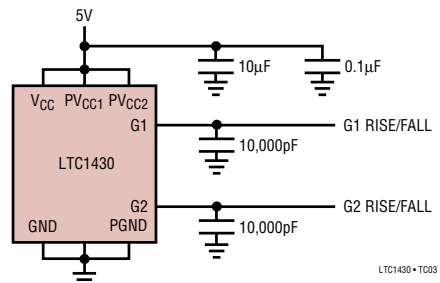 5V
10µF
0.1µF
VCC PVCC1 PVCC2
G1
G1 RISE/FALL
LTC1430
10,000pF
G2
G2 RISE/FALL
GND
PGND
10,000pF
LTC1430 • TC03